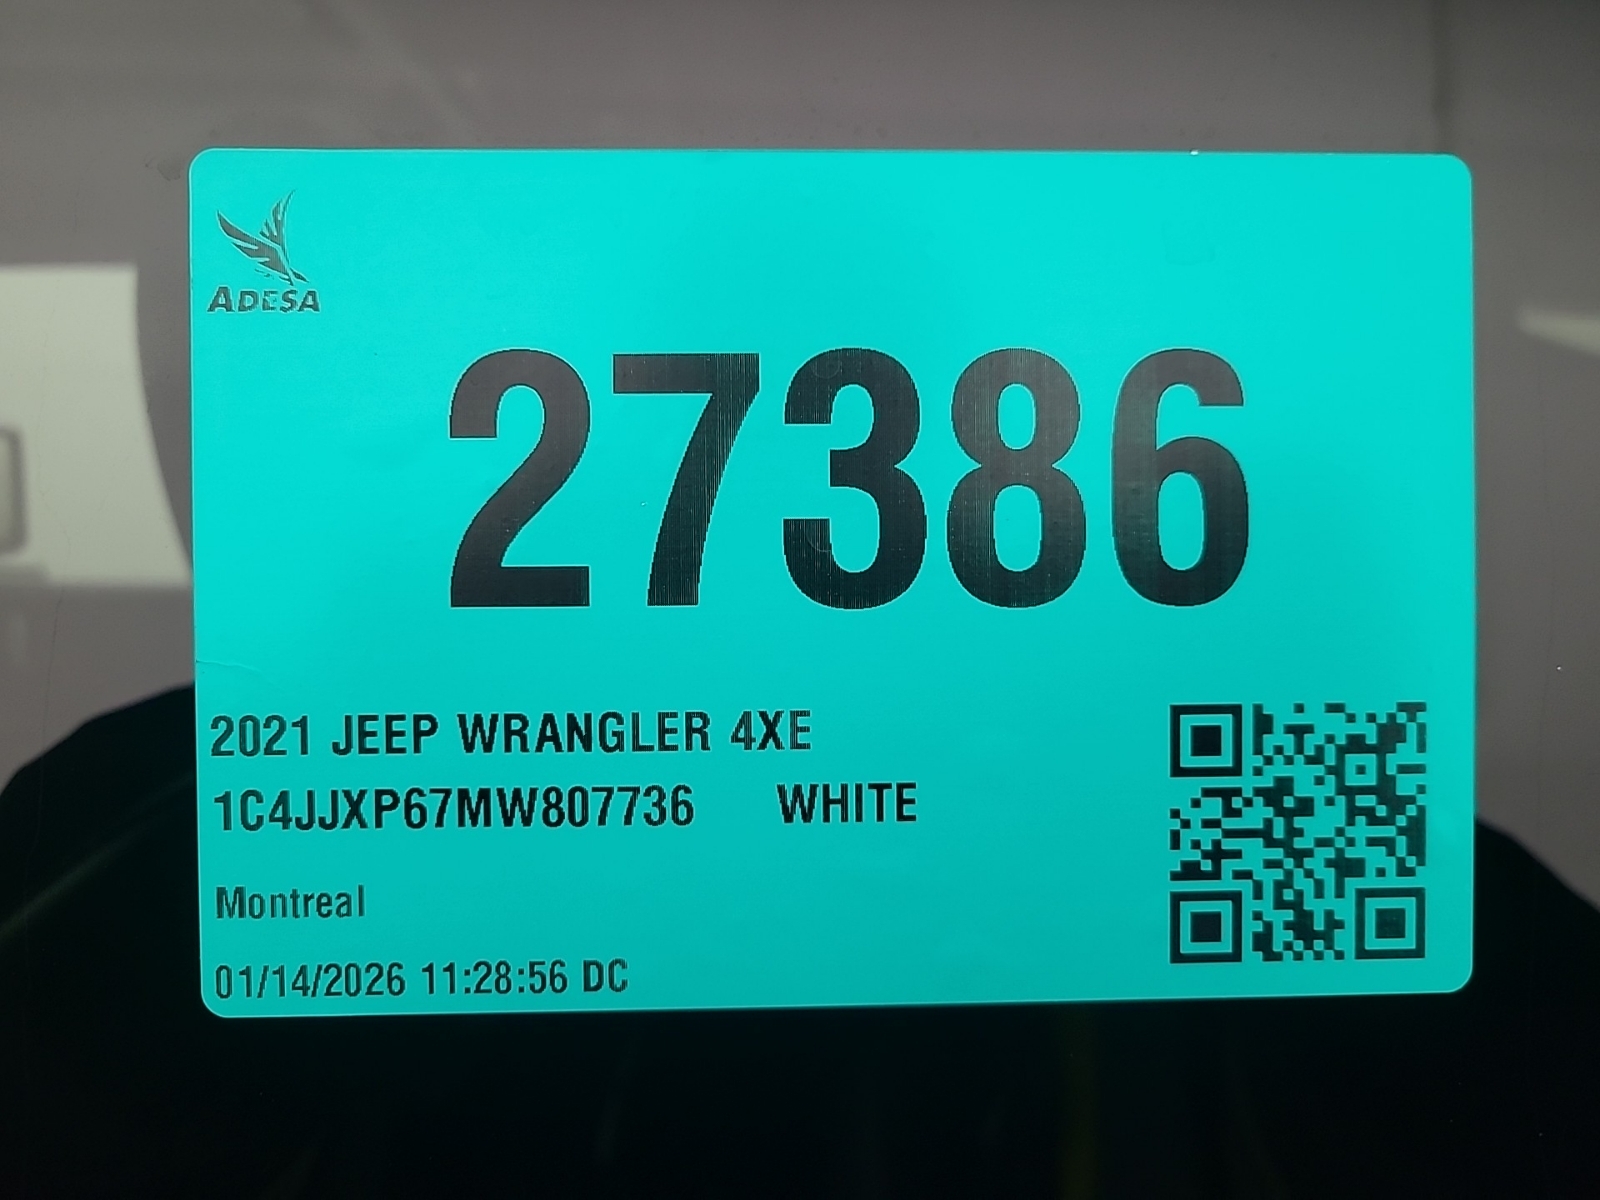 ADESA
27386
2021 JEEP WRANGLER 4XE
1C4JJXP67MW807736 WHITE
Montreal
01/14/2026 11:28:56 DC